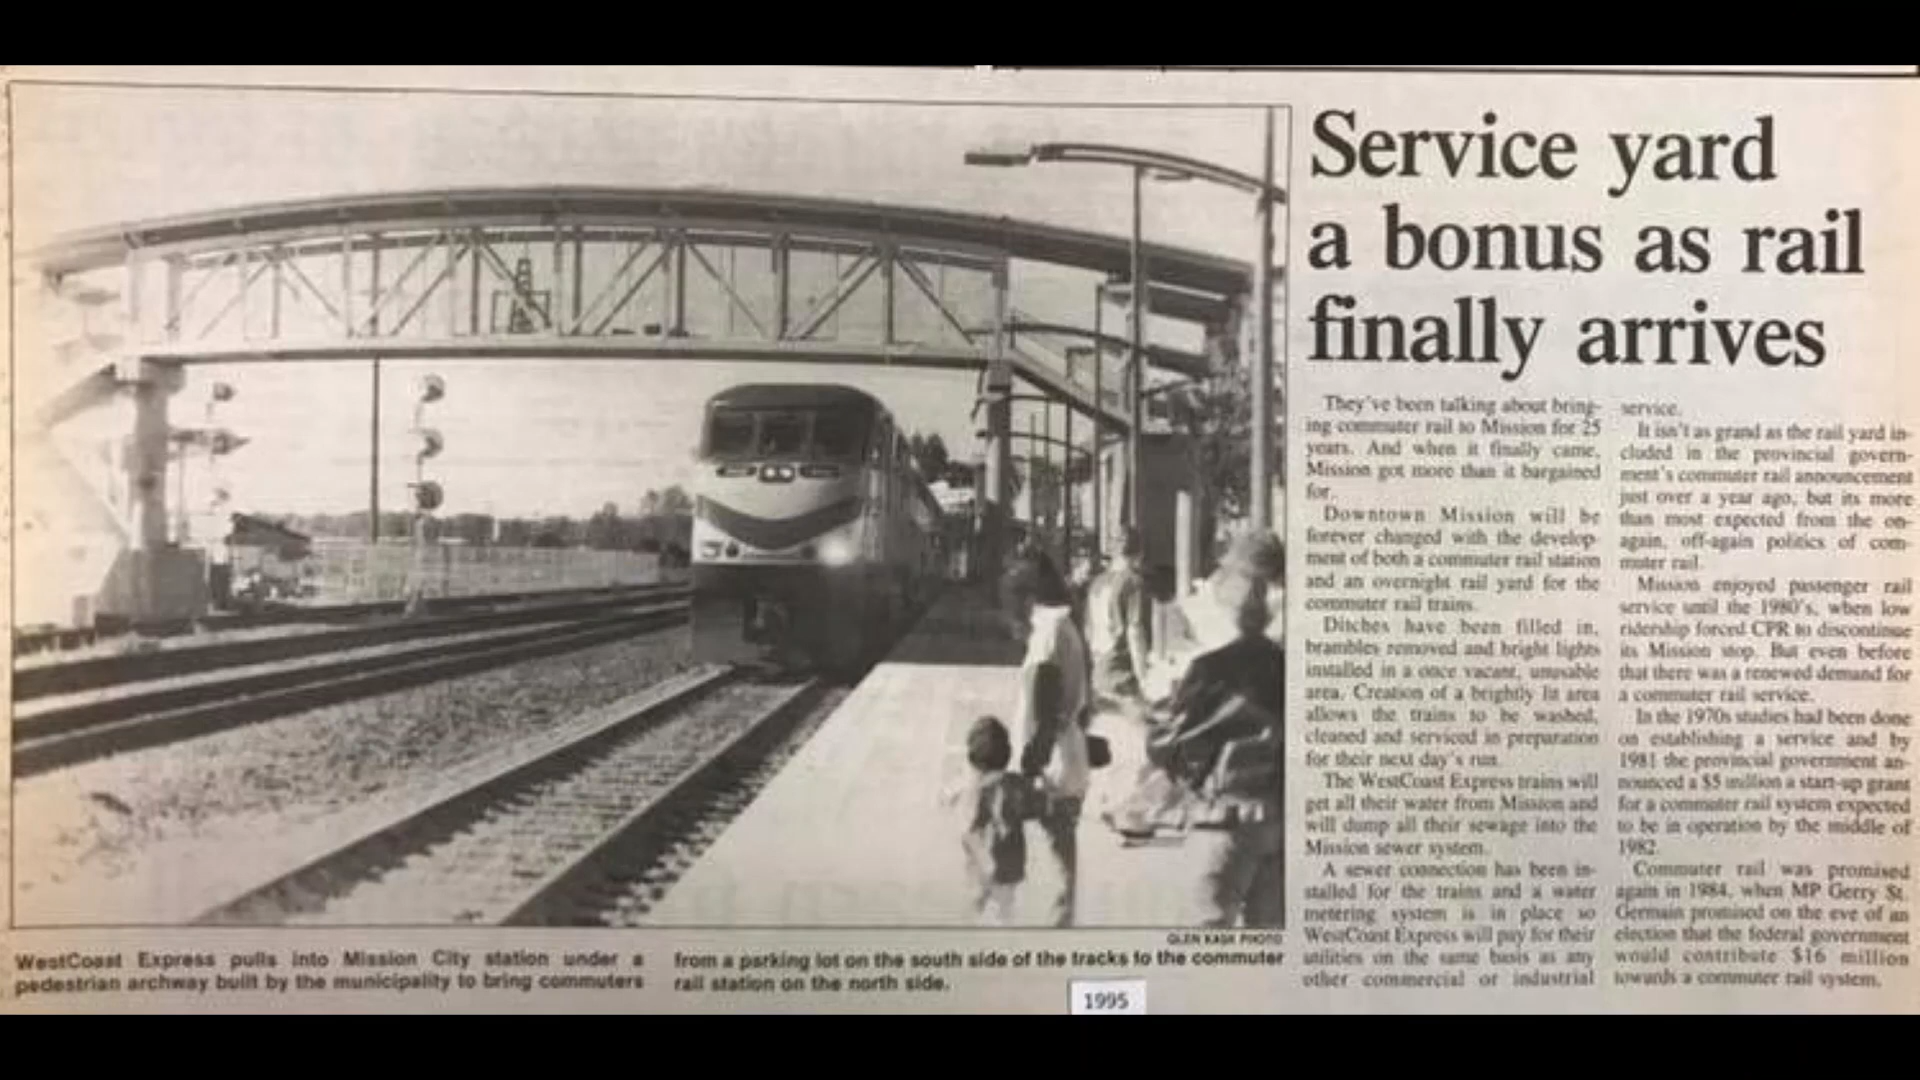 Service yard
a bonus as rail
finally arrives
They've been talking about bring-
ing commuter rail to Mission for 25
years. And when it finally came,
Mission got more than it bargained
for.
Downtown Mission will be
forever changed with the develop-
ment of both a commuter rail station
and an overnight rail yard for the
commuter rail trains.
Ditches have been filled in,
brambles removed and bright lights
installed in a once vacant, unusable
area. Creation of a brightly lit area
allows the trains to be washed,
cleaned and serviced in preparation
for their next day's run.
The WestCoast Express trains will
get all their water from Mission and
will dump all their sewage into the
Mission sewer system.
A sewer connection has been in-
stalled for the trains and a water
metering system is in place so
WestCoast Express will pay for their
utilities on the same basis as any
other commercial or industrial
service.
It isn't as grand as the rail yard in-
cluded in the provincial govern-
ment's commuter rail announcement
just over a year ago, but its more
than most expected from the on-
again, off-again politics of com-
muter rail.
Mission enjoyed passenger rail
service until the 1980's, when low
ridership forced CPR to discontinue
its Mission stop. But even before
that there was a renewed demand for
a commuter rail service.
In the 1970s studies had been done
on establishing a service and by
1981 the provincial government an-
nounced a $5 million a start-up grant
for a commuter rail system expected
to be in operation by the middle of
1982.
Commuter rail was promised
again in 1984, when MP Gerry St.
Germain promised on the eve of an
election that the federal government
would contribute $16 million
towards a commuter rail system.
GLEN KASK PHOTO
WestCoast Express pulls into Mission City station under a
pedestrian archway built by the municipality to bring commuters
from a parking lot on the south side of the tracks to the commuter
rail station on the north side.
1995